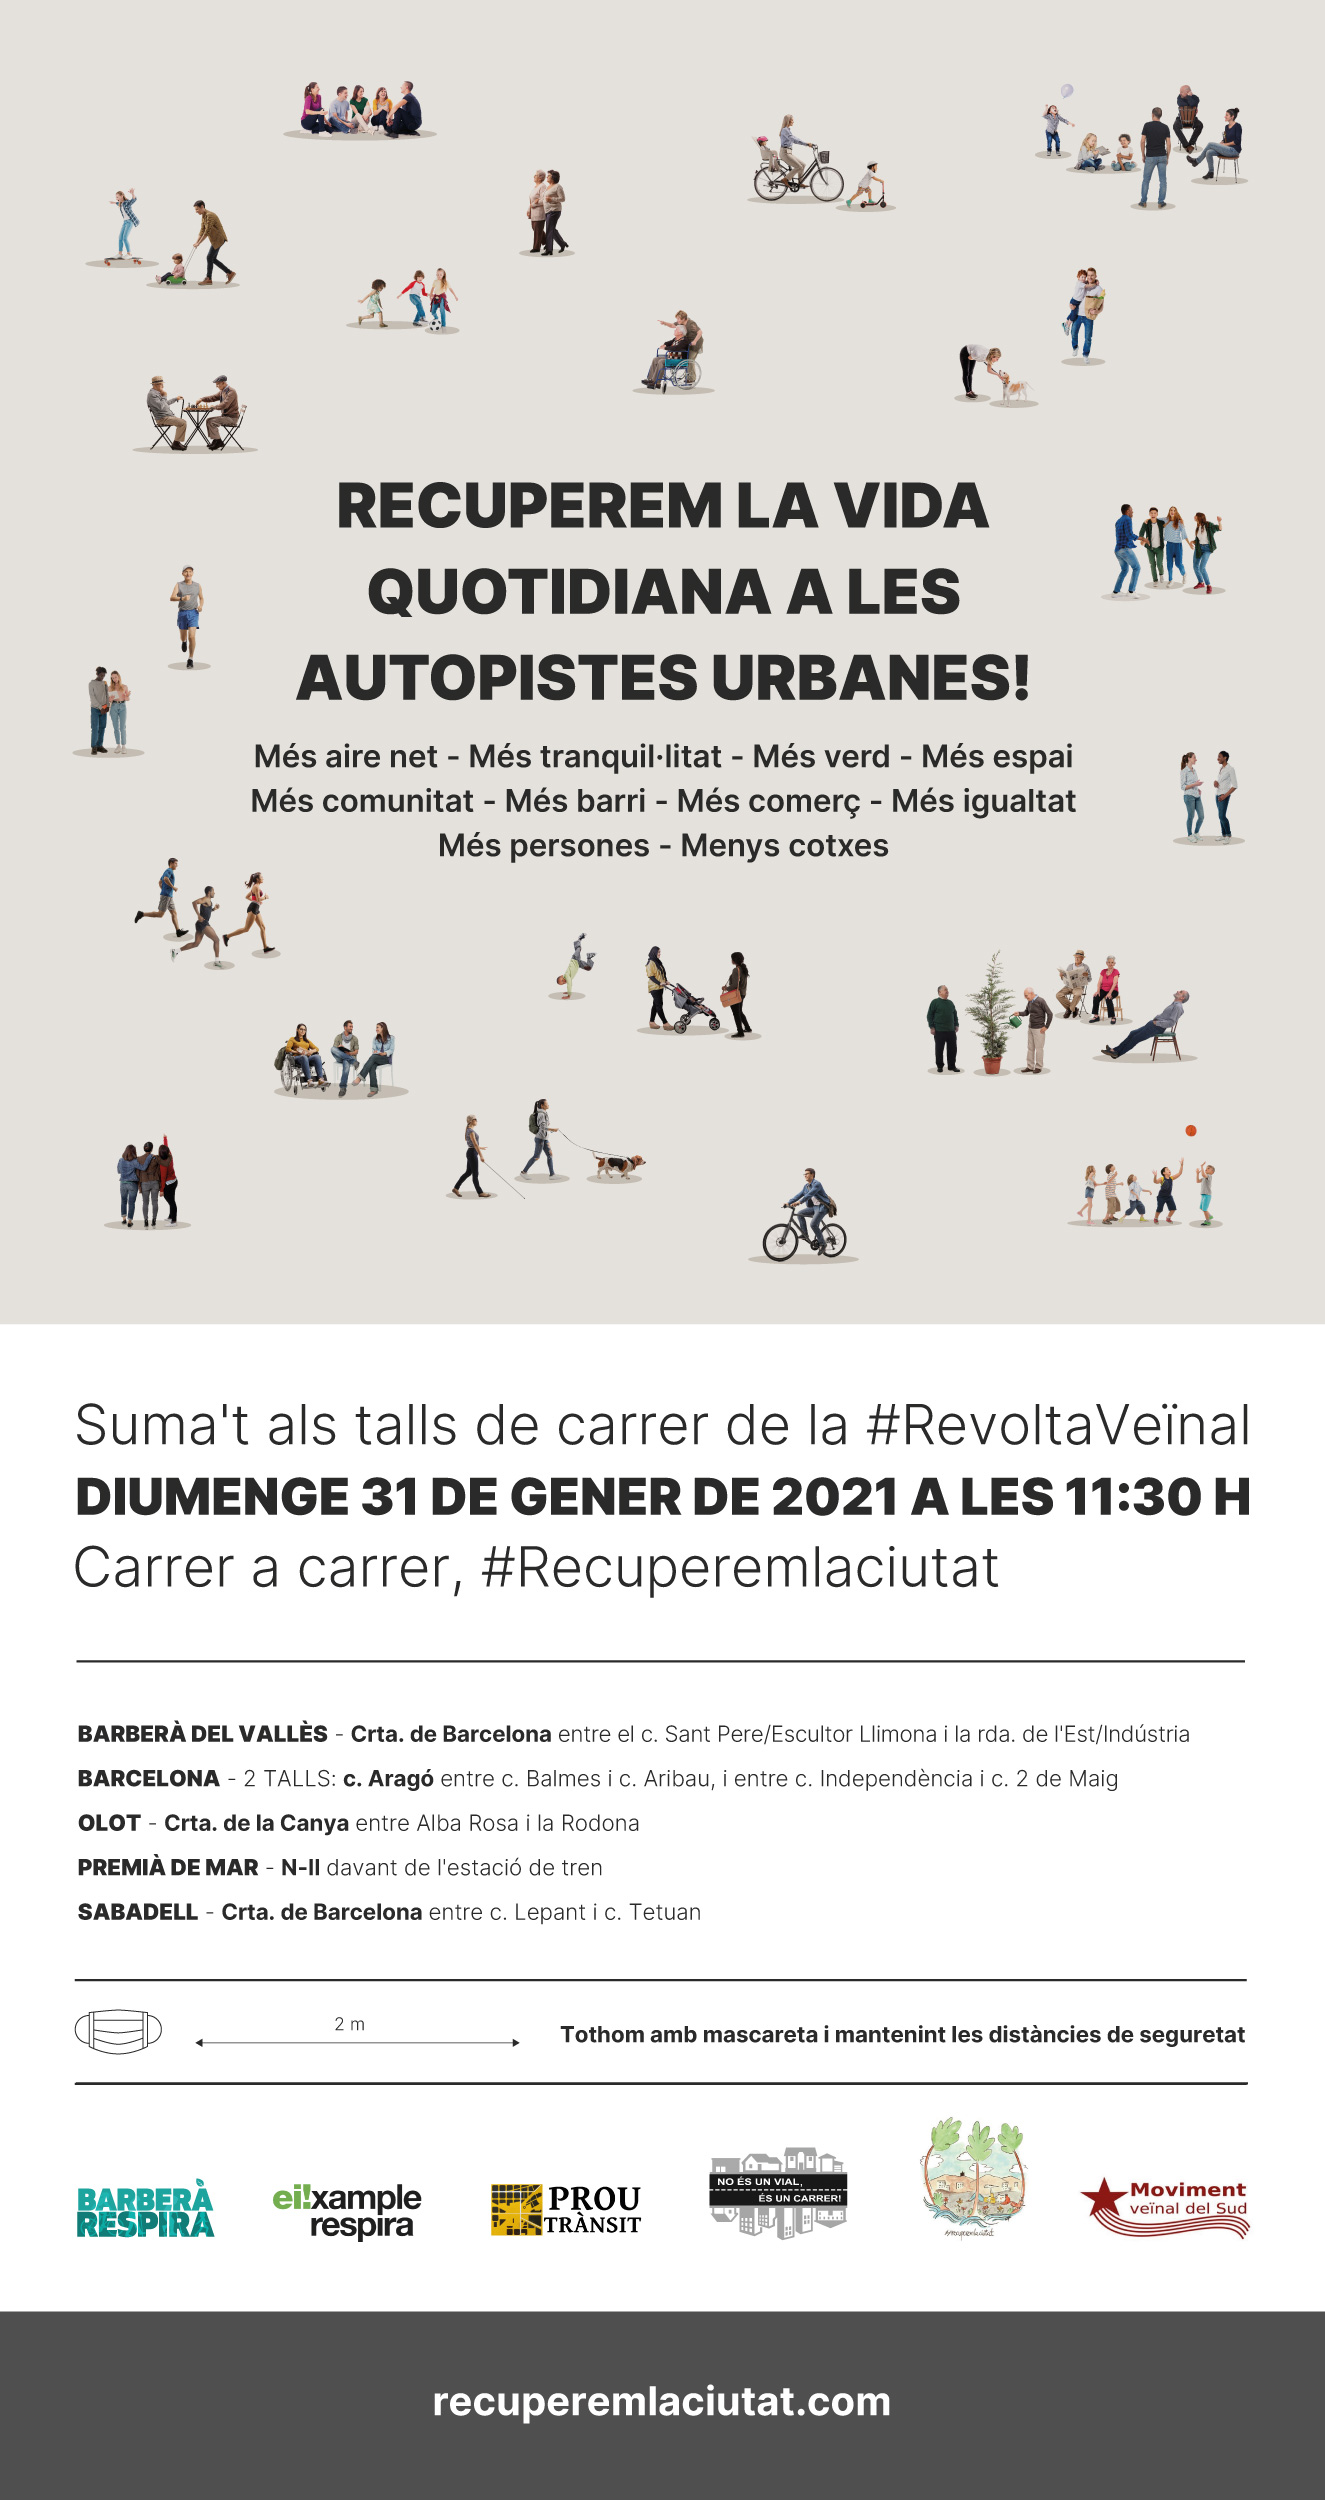 RECUPEREM LA VIDA
QUOTIDIANA A LES
AUTOPISTES URBANES!
Més aire net - Més tranquil·litat - Més verd - Més espai
Més comunitat - Més barri - Més comerç - Més igualtat
Més persones - Menys cotxes
Suma't als talls de carrer de la #RevoltaVeïnal
DIUMENGE 31 DE GENER DE 2021 A LES 11:30 H
Carrer a carrer, #Recuperemlaciutat
BARBERÀ DEL VALLÈS - Crta. de Barcelona entre el c. Sant Pere/Escultor Llimona i la rda. de l'Est/Indústria
BARCELONA - 2 TALLS: c. Aragó entre c. Balmes i c. Aribau, i entre c. Independència i c. 2 de Maig
OLOT - Crta. de la Canya entre Alba Rosa i la Rodona
PREMIÀ DE MAR - N-II davant de l'estació de tren
SABADELL - Crta. de Barcelona entre c. Lepant i c. Tetuan
2 m
Tothom amb mascareta i mantenint les distàncies de seguretat
BARBERÀ
RESPIRA
ei!xample
respira
PROU
TRÀNSIT
NO ÉS UN VIAL,
ÉS UN CARRER!
Moviment
veïnal del Sud
recuperemlaciutat.com